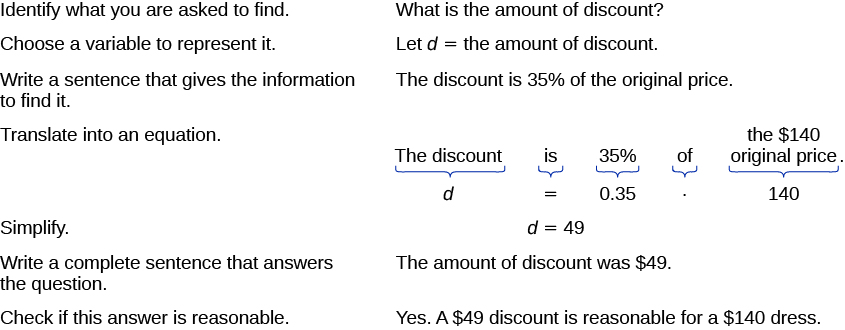 Identify what you are asked to find. What is the amount of discount?
Choose a variable to represent it. Let d = the amount of discount.
Write a sentence that gives the information The discount is 35% of the original price.
to find it.
Translate into an equation. the $140
The discount is 35% of original price.
d = 0.35 · 140
Simplify. d = 49
Write a complete sentence that answers The amount of discount was $49.
the question.
Check if this answer is reasonable. Yes. A $49 discount is reasonable for a $140 dress.